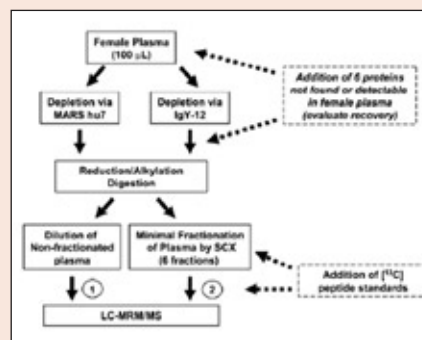 Female Plasma
(100 µL)
Depletion via
MARS hu7
Depletion via
IgY-12
Addition of 6 proteins
not found or detectable
in female plasma
(evaluate recovery)
Reduction/Alkylation
Digestion
Dilution of
Non-fractionated
plasma
Minimal Fractionation
of Plasma by SCX
(6 fractions)
Addition of [¹³C]
peptide standards
1
2
LC-MRM/MS